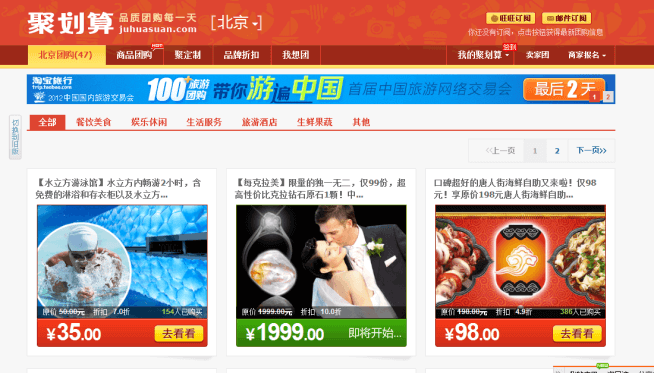 聚划算 品质团购每一天 [北京]
juhuasuan.com
旺旺订阅 邮件订阅
你还没有订阅，点击按钮获得最新团购信息
北京团购(47) 商品团购 聚定制 品牌折扣 我想团 我的聚划算 签到 卖家团 商家报名
淘宝旅行 trip.taobao.com
2012中国国内旅游交易会
100家旅游团购 带你游遍中国 首届中国旅游网络交易会 最后2天
1 2
切换旧版
全部 餐饮美食 娱乐休闲 生活服务 旅游酒店 生鲜果蔬 其他
<<上一页 1 2 下一页>>
【水立方游泳馆】水立方内畅游2小时，含免费的淋浴和存衣柜以及水立方...
原价 50.00元 折扣 7.0折 154人已购买
¥35.00 去看看
【每克拉美】限量的独一无二，仅99份，超高性价比克拉钻石原石1颗！中...
原价 1999.00元 折扣 10.0折
¥1999.00 即将开始...
口碑超好的唐人街海鲜自助又来啦！仅98元！享原价198元唐人街海鲜自助...
原价 198.00元 折扣 4.9折 386人已购买
¥98.00 去看看